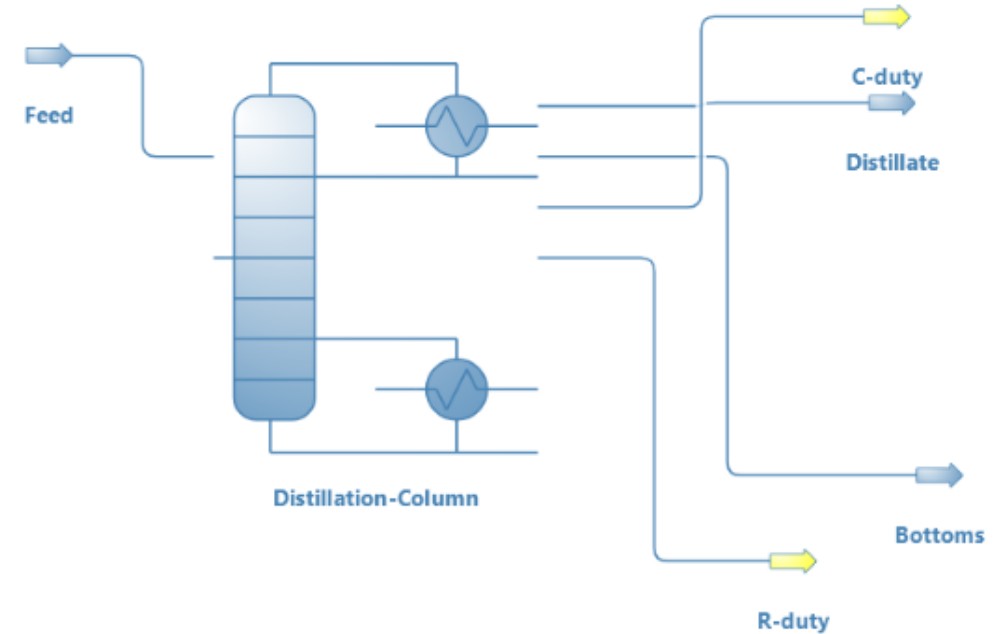 C-duty
Feed
Distillate
Distillation-Column
Bottoms
R-duty